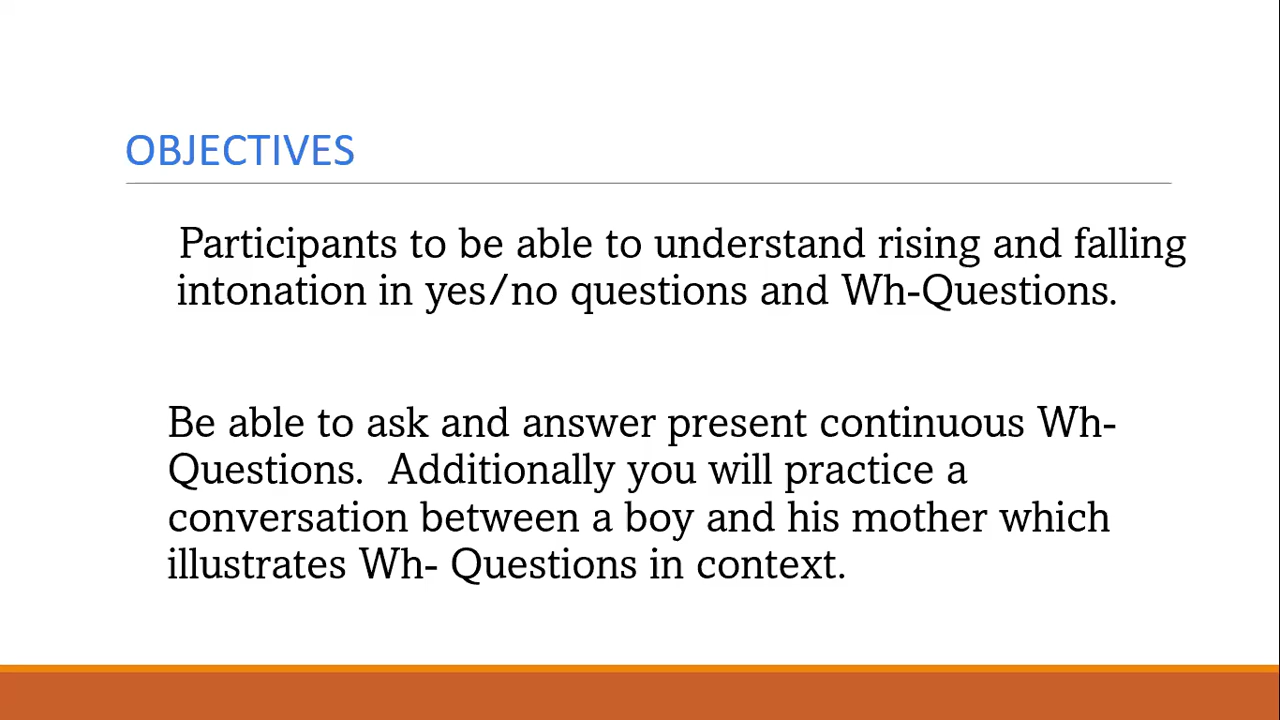 OBJECTIVES
Participants to be able to understand rising and falling
intonation in yes/no questions and Wh-Questions.
Be able to ask and answer present continuous Wh-
Questions.  Additionally you will practice a
conversation between a boy and his mother which
illustrates Wh- Questions in context.